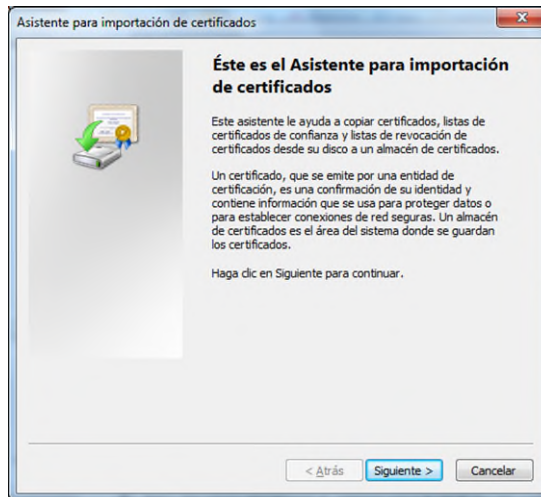 Asistente para importación de certificados
Éste es el Asistente para importación
de certificados
Este asistente le ayuda a copiar certificados, listas de
certificados de confianza y listas de revocación de
certificados desde su disco a un almacén de certificados.
Un certificado, que se emite por una entidad de
certificación, es una confirmación de su identidad y
contiene información que se usa para proteger datos o
para establecer conexiones de red seguras. Un almacén
de certificados es el área del sistema donde se guardan
los certificados.
Haga clic en Siguiente para continuar.
< Atrás Siguiente > Cancelar